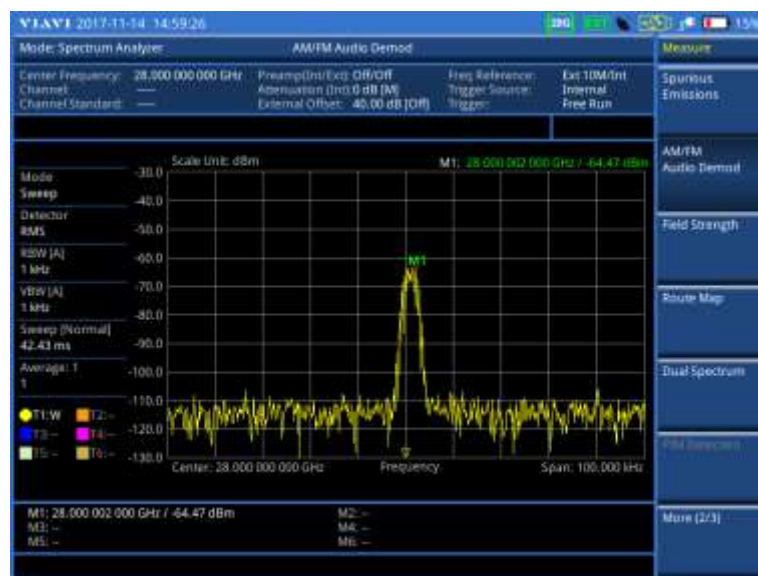 VIAVI 2017-11-14 14:59:26
15%
Mode: Spectrum Analyzer
AM/FM Audio Demod
Measure
Center Frequency: 28.000 000 000 GHz
Channel: ----
Channel Standard: ----
Preamp(Int/Ext): Off/Off
Attenuation (Int): 0 dB [M]
External Offset: 40.00 dB [Off]
Freq Reference: Ext 10M/Int
Trigger Source: Internal
Trigger: Free Run
Spurious
Emissions
AM/FM
Audio Demod
Field Strength
Route Map
Dual Spectrum
More (2/3)
Scale Unit: dBm
M1: 28.000 002 000 GHz / -64.47 dBm
Mode
Sweep
Detector
RMS
RBW [A]
1 kHz
VBW [A]
1 kHz
Sweep [Normal]
42.43 ms
Average: 1
1
T1:W T2:--
T3:-- T4:--
T5:-- T6:--
-30.0
-40.0
-50.0
-60.0
-70.0
-80.0
-90.0
-100.0
-110.0
-120.0
-130.0
M1
Center: 28.000 000 000 GHz
Frequency
Span: 100.000 kHz
M1: 28.000 002 000 GHz / -64.47 dBm
M2: --
M3: --
M4: --
M5: --
M6: --